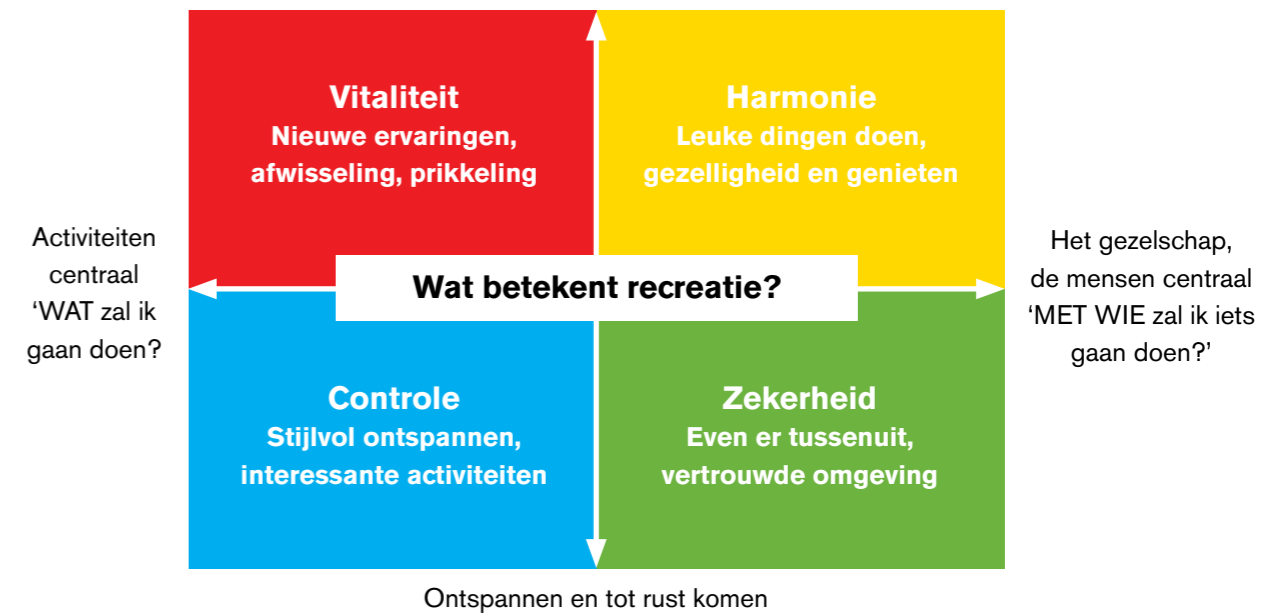 Vitaliteit
Nieuwe ervaringen,
afwisseling, prikkeling
Harmonie
Leuke dingen doen,
gezelligheid en genieten
Activiteiten
centraal
‘WAT zal ik
gaan doen?
Wat betekent recreatie?
Het gezelschap,
de mensen centraal
‘MET WIE zal ik iets
gaan doen?’
Controle
Stijlvol ontspannen,
interessante activiteiten
Zekerheid
Even er tussenuit,
vertrouwde omgeving
Ontspannen en tot rust komen